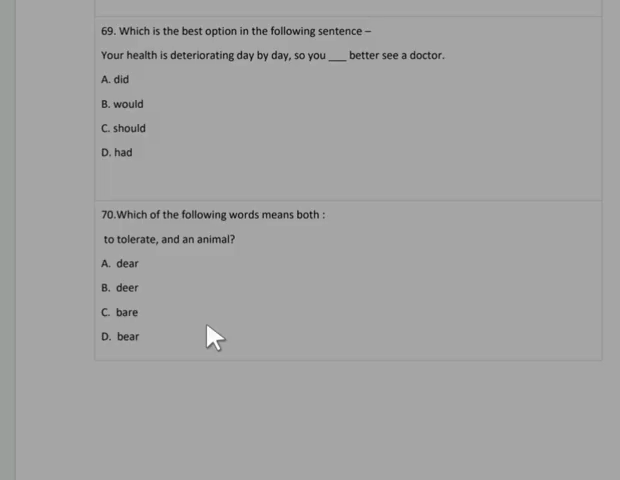 69. Which is the best option in the following sentence –
Your health is deteriorating day by day, so you ___ better see a doctor.
A. did
B. would
C. should
D. had
70.Which of the following words means both :
to tolerate, and an animal?
A. dear
B. deer
C. bare
D. bear